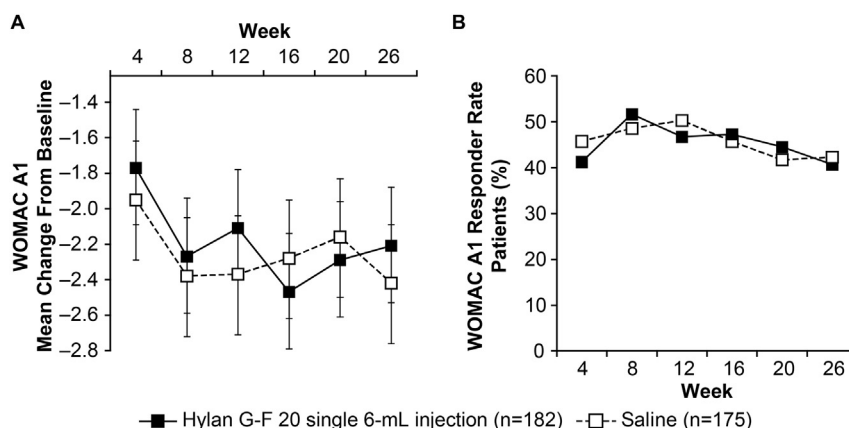 A
Week
4 8 12 16 20 26
–1.4
–1.6
–1.8
–2.0
–2.2
–2.4
–2.6
–2.8
WOMAC A1
Mean Change From Baseline
B
60
50
40
30
20
10
0
WOMAC A1 Responder Rate
Patients (%)
4 8 12 16 20 26
Week
Hylan G-F 20 single 6-mL injection (n=182) Saline (n=175)